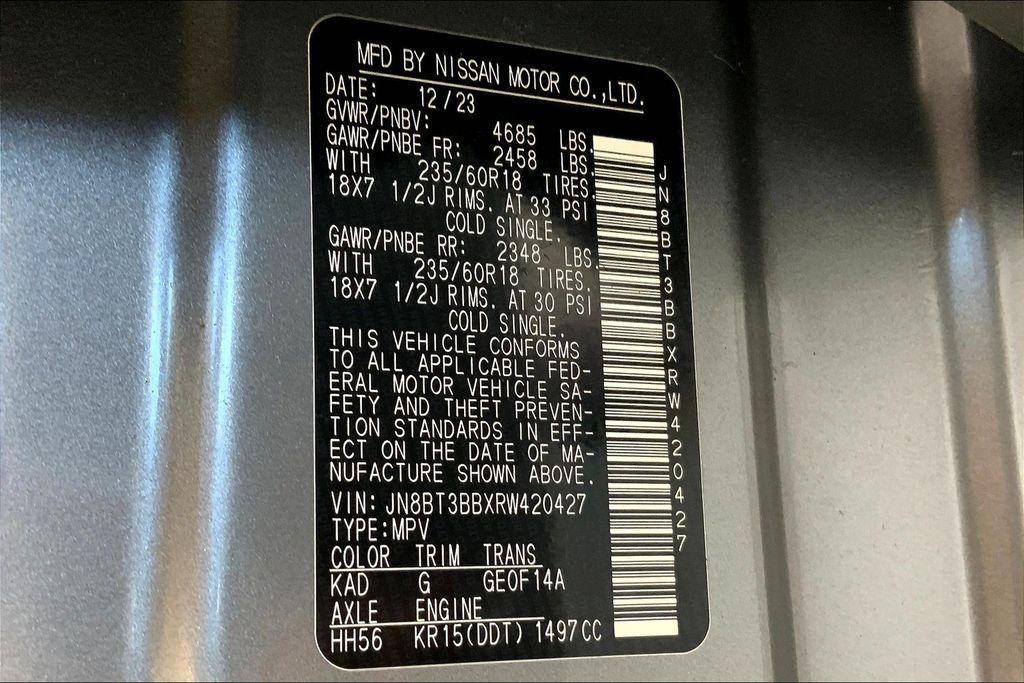 MFD BY NISSAN MOTOR CO.,LTD.
DATE: 12/23
GVWR/PNBV: 4685 LBS.
GAWR/PNBE FR: 2458 LBS.
WITH 235/60R18 TIRES.
18X7 1/2J RIMS. AT 33 PSI
COLD SINGLE.
GAWR/PNBE RR: 2348 LBS.
WITH 235/60R18 TIRES.
18X7 1/2J RIMS. AT 30 PSI
COLD SINGLE.
THIS VEHICLE CONFORMS
TO ALL APPLICABLE FED-
ERAL MOTOR VEHICLE SA-
FETY AND THEFT PREVEN-
TION STANDARDS IN EFF-
ECT ON THE DATE OF MA-
NUFACTURE SHOWN ABOVE.
VIN: JN8BT3BBXRW420427
TYPE:MPV
COLOR TRIM TRANS
KAD G GE0F14A
AXLE ENGINE
HH56 KR15(DDT) 1497CC
JN8BT3BBXRW420427